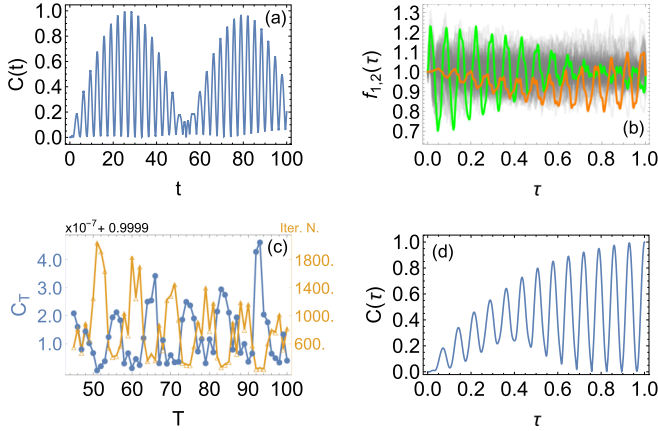 (a)
C(t)
1.0
0.8
0.6
0.4
0.2
0.0
0 20 40 60 80 100
t
(b)
f1,2(τ)
1.3
1.2
1.1
1.0
0.9
0.8
0.7
0.0 0.2 0.4 0.6 0.8 1.0
τ
x10⁻⁷ + 0.9999
(c)
Iter. N.
CT
4.0
3.0
2.0
1.0
1800.
1400.
1000.
600.
50 60 70 80 90 100
T
(d)
C(τ)
1.0
0.8
0.6
0.4
0.2
0.0
0.0 0.2 0.4 0.6 0.8 1.0
τ